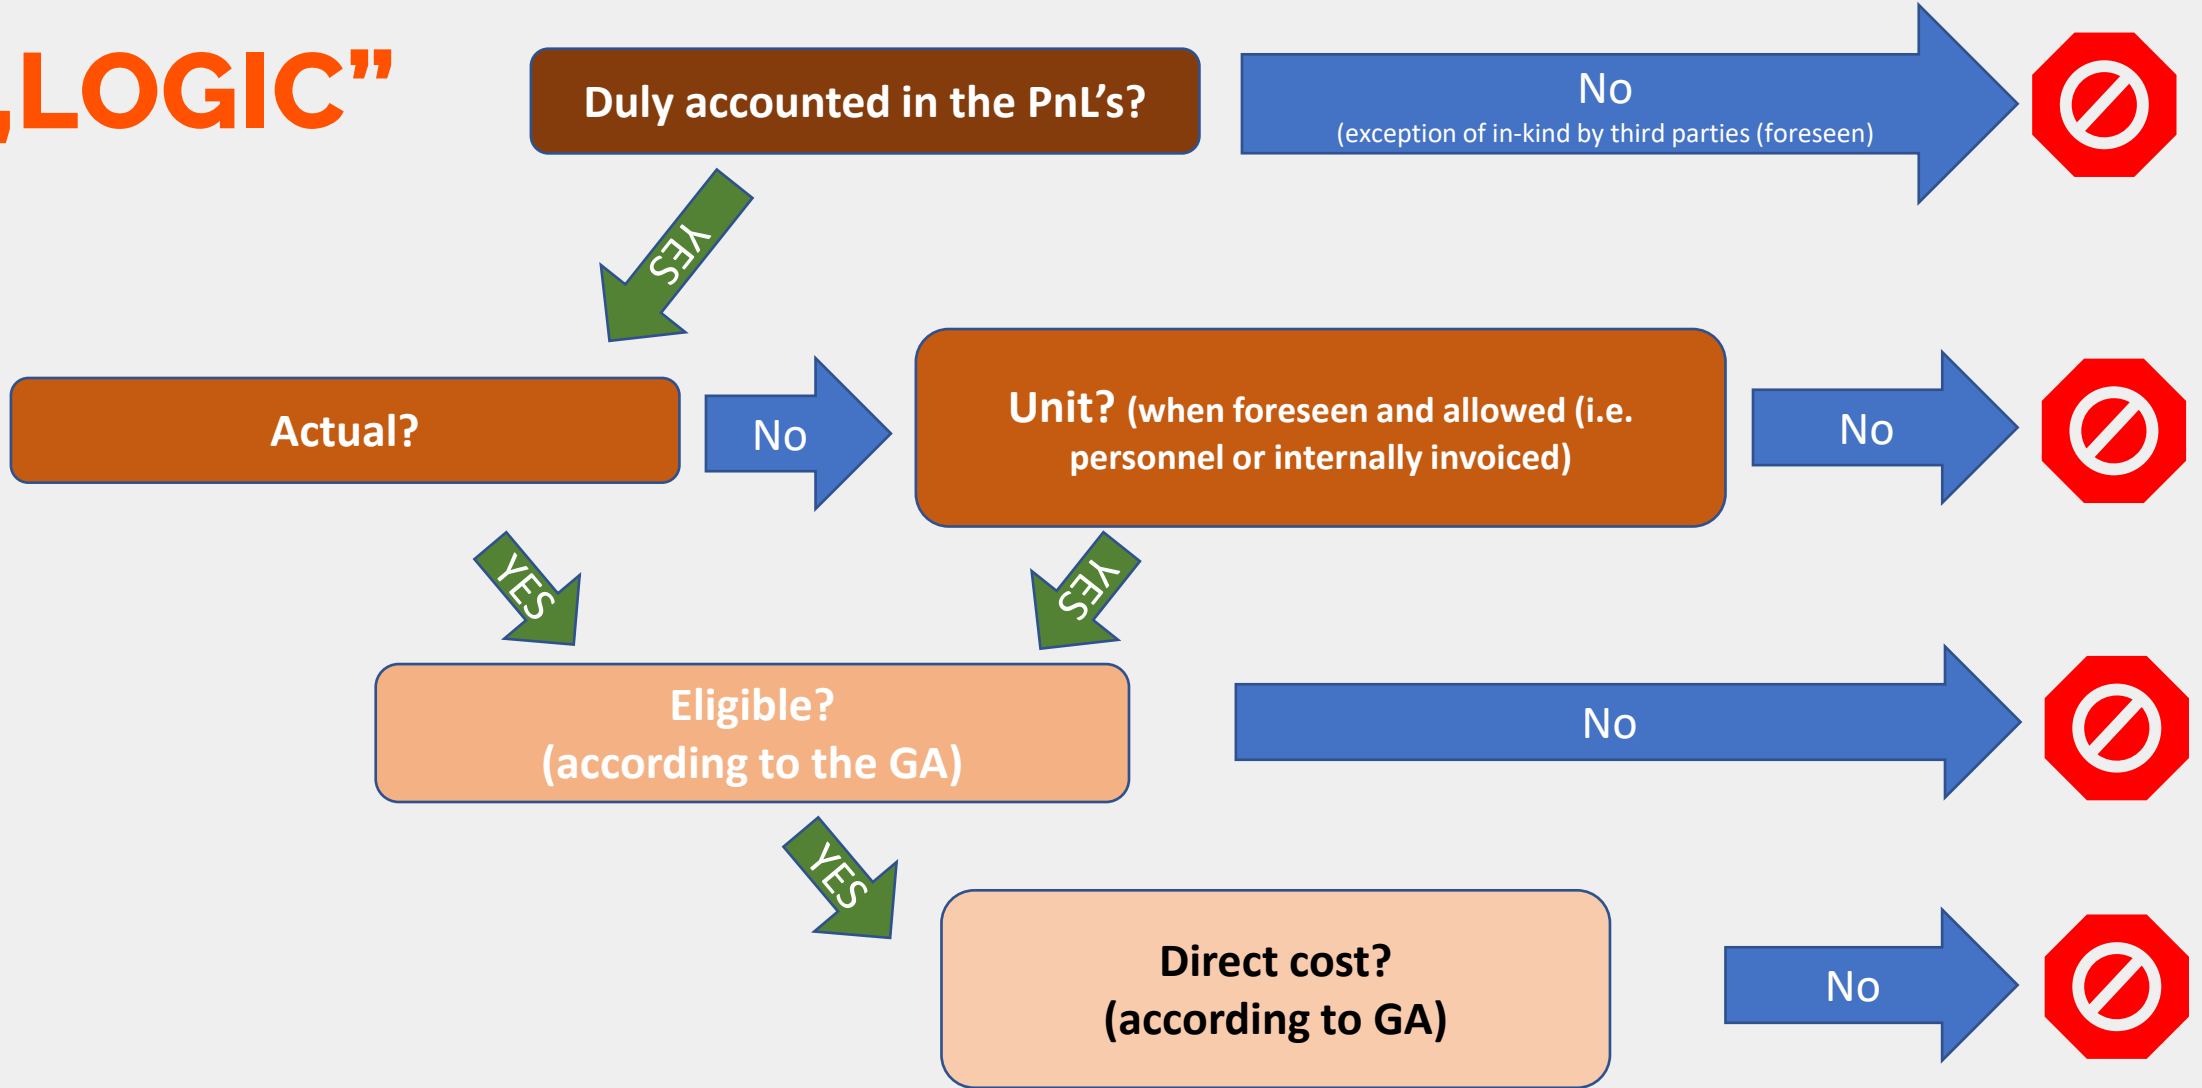 „LOGIC”
Duly accounted in the PnL’s?
No
(exception of in-kind by third parties (foreseen)
YES
Actual?
No
Unit? (when foreseen and allowed (i.e.
personnel or internally invoiced)
No
YES
YES
Eligible?
(according to the GA)
No
YES
Direct cost?
(according to GA)
No